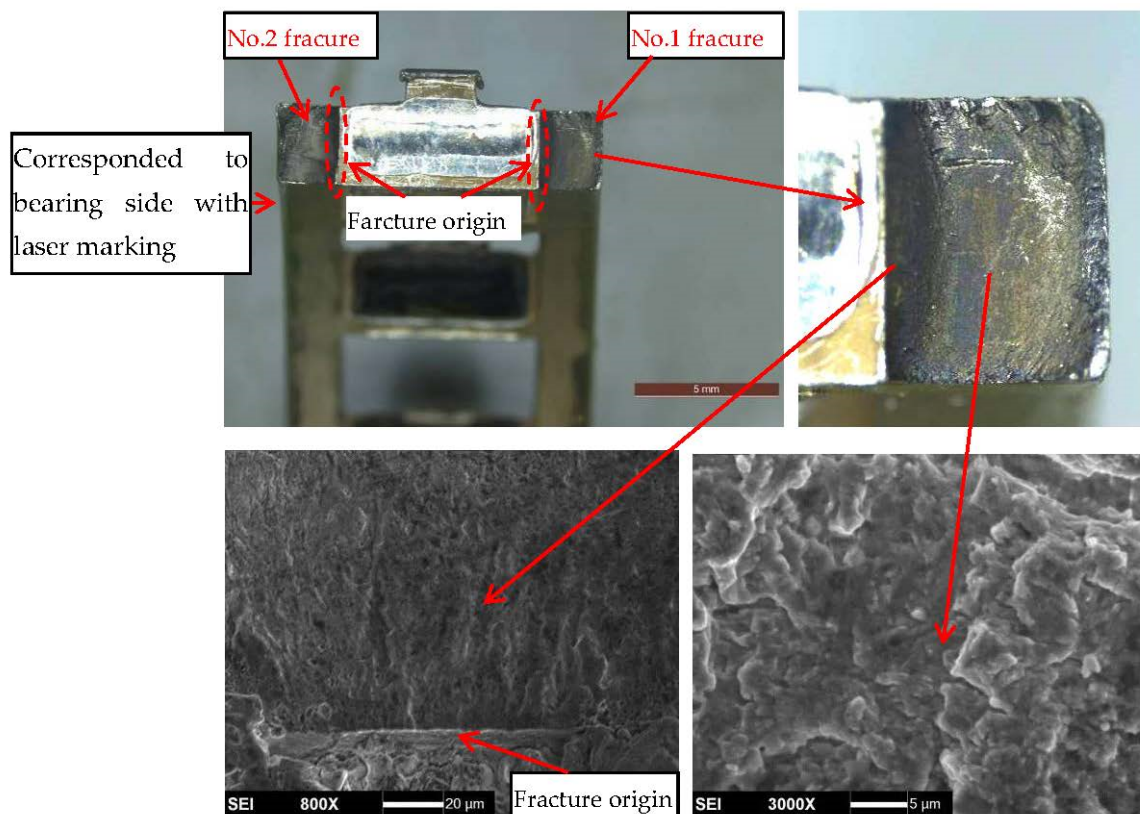 No.2 fracure
No.1 fracure
Corresponded to
bearing side with
laser marking
Farcture origin
5 mm
Fracture origin
SEI 800X 20 µm
SEI 3000X 5 µm